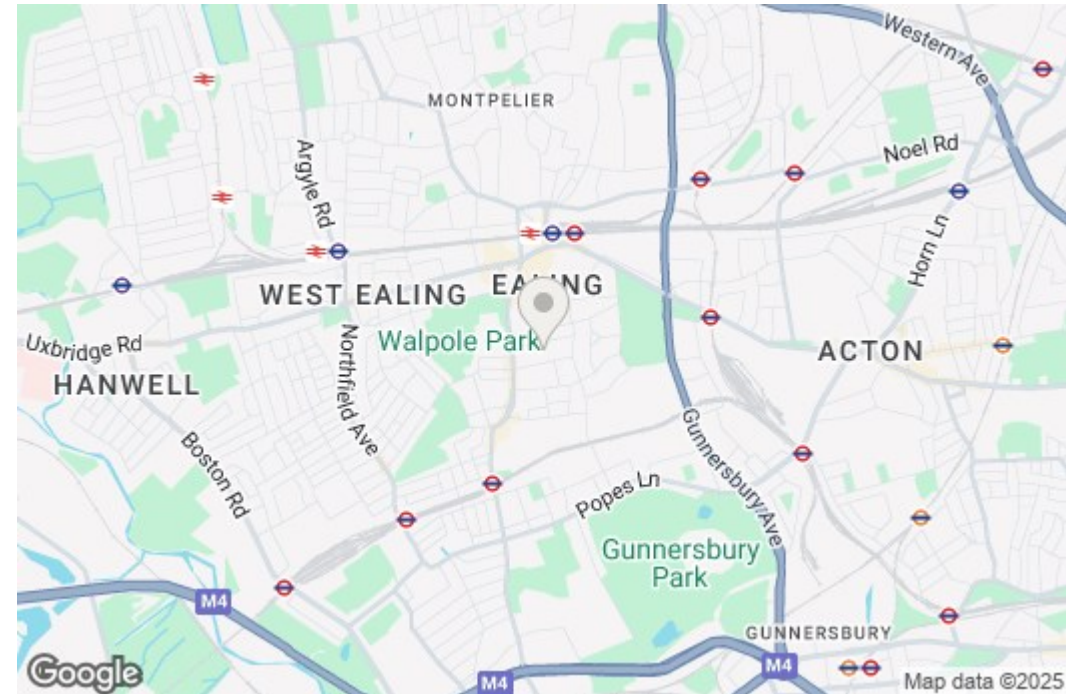 Western Ave
MONTPELIER
Argyle Rd
Noel Rd
Horn Ln
WEST EALING
EALING
Uxbridge Rd
Walpole Park
Northfield Ave
ACTON
HANWELL
Boston Rd
Gunnersbury Ave
Popes Ln
Gunnersbury
Park
M4
GUNNERSBURY
M4
M4
Google
Map data ©2025